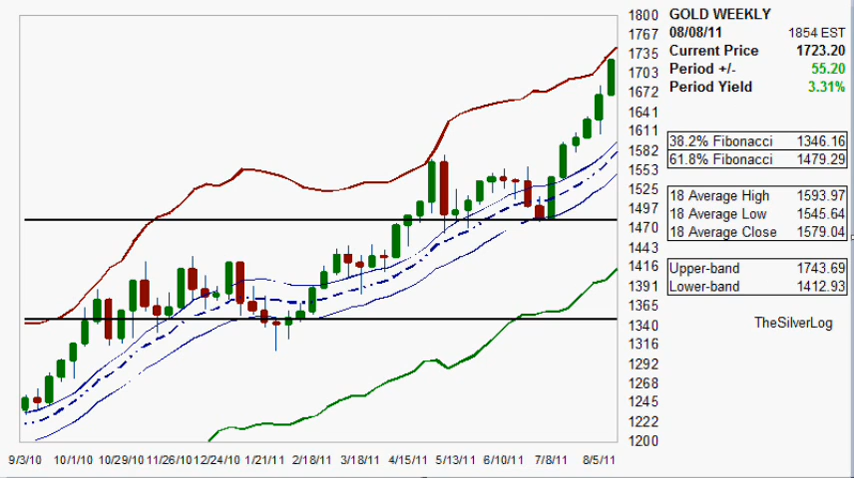 1800
1767
1735
1703
1672
1641
1611
1582
1553
1525
1497
1470
1443
1416
1391
1365
1340
1316
1292
1268
1245
1222
1200
9/3/10 10/1/10 10/29/10 11/26/10 12/24/10 1/21/11 2/18/11 3/18/11 4/15/11 5/13/11 6/10/11 7/8/11 8/5/11
GOLD WEEKLY
08/08/11 1854 EST
Current Price 1723.20
Period +/- 55.20
Period Yield 3.31%
38.2% Fibonacci 1346.16
61.8% Fibonacci 1479.29
18 Average High 1593.97
18 Average Low 1545.64
18 Average Close 1579.04
Upper-band 1743.69
Lower-band 1412.93
TheSilverLog